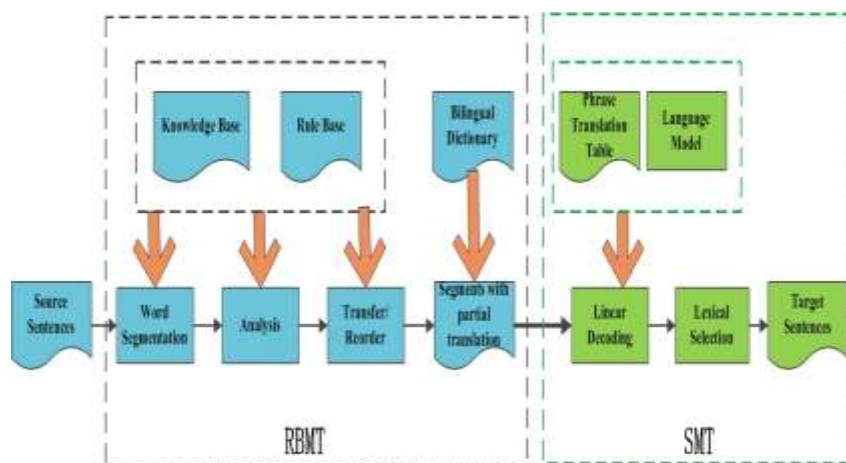 Knowledge Base
Rule Base
Bilingual
Dictionary
Phrase
Translation
Table
Language
Model
Source
Sentences
Word
Segmentation
Analysis
Transfer/
Reorder
Segments with
partial
translation
Linear
Decoding
Lexical
Selection
Target
Sentences
RBMT
SMT